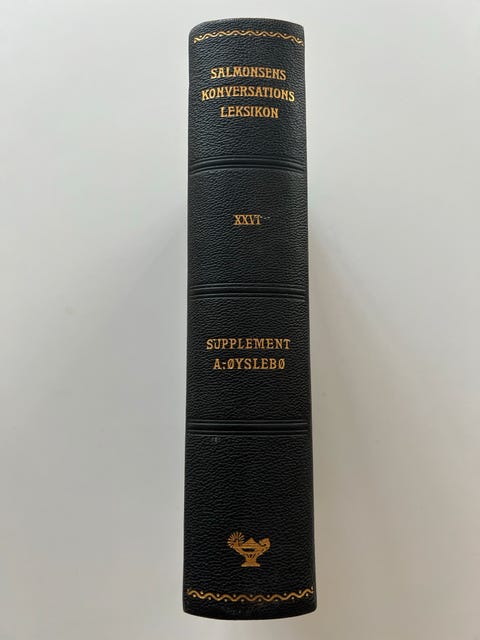 SALMONSENS
KONVERSATIONS
LEKSIKON
XXVI
SUPPLEMENT
A-ØYSLEBØ